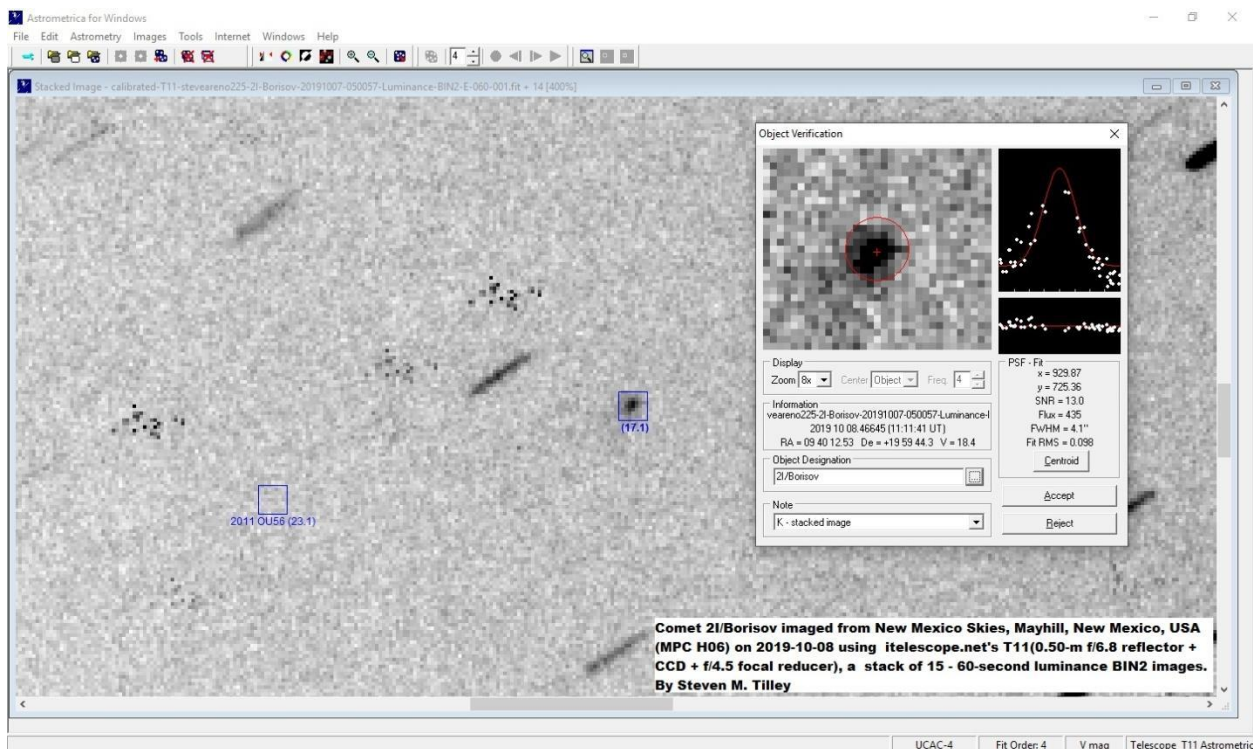 Astrometrica for Windows
File Edit Astrometry Images Tools Internet Windows Help
4
Stacked Image - calibrated-T11-steveareno225-2I-Borisov-20191007-050057-Luminance-BIN2-E-060-001.fit + 14 [400%]
(17.1)
2011 OU56 (23.1)
Object Verification
Display
Zoom 8x Center Object Freq. 4
Information
veareno225-2I-Borisov-20191007-050057-Luminance-I
2019 10 08.46645 (11:11:41 UT)
RA = 09 40 12.53 De = +19 59 44.3 V = 18.4
Object Designation
2I/Borisov
...
Note
K - stacked image
PSF - Fit
x = 929.87
y = 725.36
SNR = 13.0
Flux = 435
FWHM = 4.1"
Fit RMS = 0.098
Centroid
Accept
Reject
Comet 2I/Borisov imaged from New Mexico Skies, Mayhill, New Mexico, USA
(MPC H06) on 2019-10-08 using itelescope.net's T11(0.50-m f/6.8 reflector +
CCD + f/4.5 focal reducer), a stack of 15 - 60-second luminance BIN2 images.
By Steven M. Tilley
UCAC-4 Fit Order: 4 V mag Telescope_T11 Astrometric